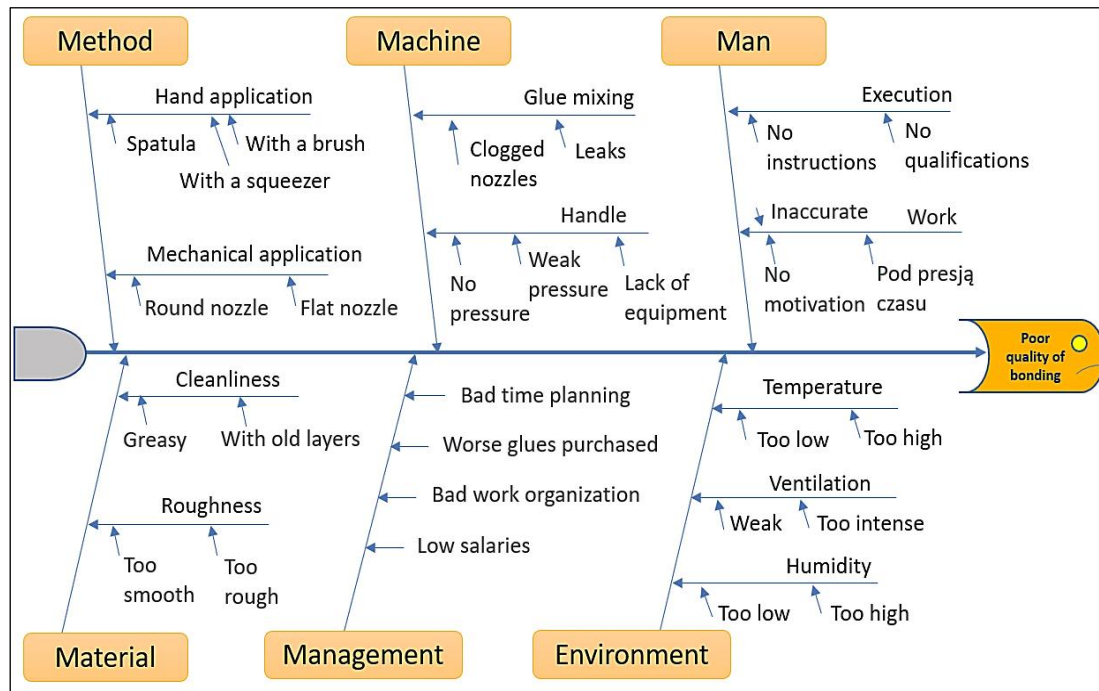 Method
Machine
Man
Hand application
Spatula
With a brush
With a squeezer
Mechanical application
Round nozzle
Flat nozzle
Glue mixing
Clogged
nozzles
Leaks
Handle
No
pressure
Weak
pressure
Lack of
equipment
Execution
No
instructions
No
qualifications
Inaccurate
Work
No
motivation
Pod presją
czasu
Poor
quality of
bonding
Cleanliness
Greasy
With old layers
Roughness
Too
smooth
Too
rough
Bad time planning
Worse glues purchased
Bad work organization
Low salaries
Temperature
Too low
Too high
Ventilation
Weak
Too intense
Humidity
Too low
Too high
Material
Management
Environment